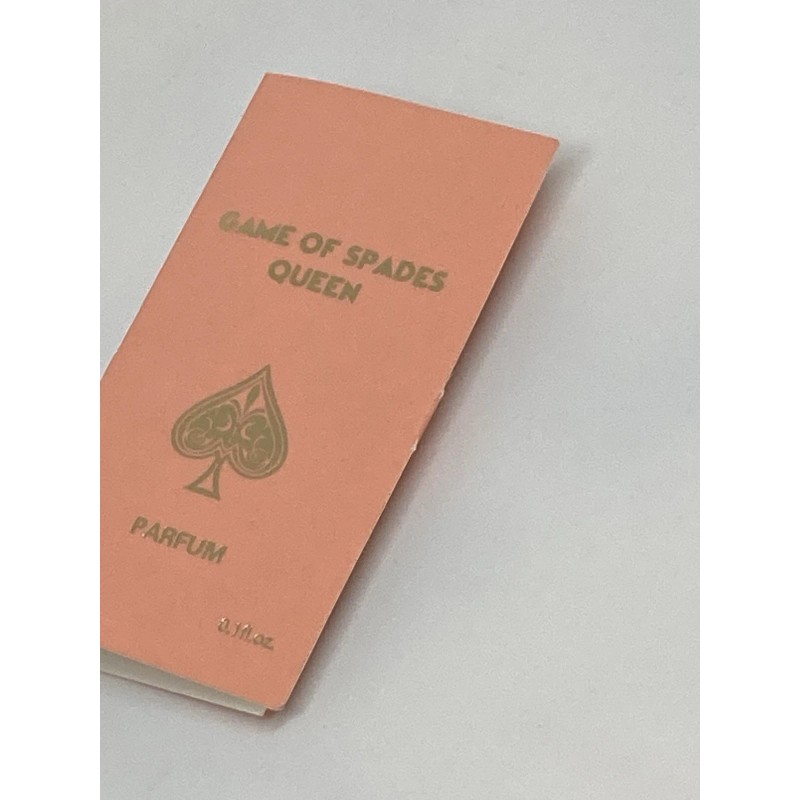 GAME OF SPADES
QUEEN
PARFUM
0.1fl.oz.